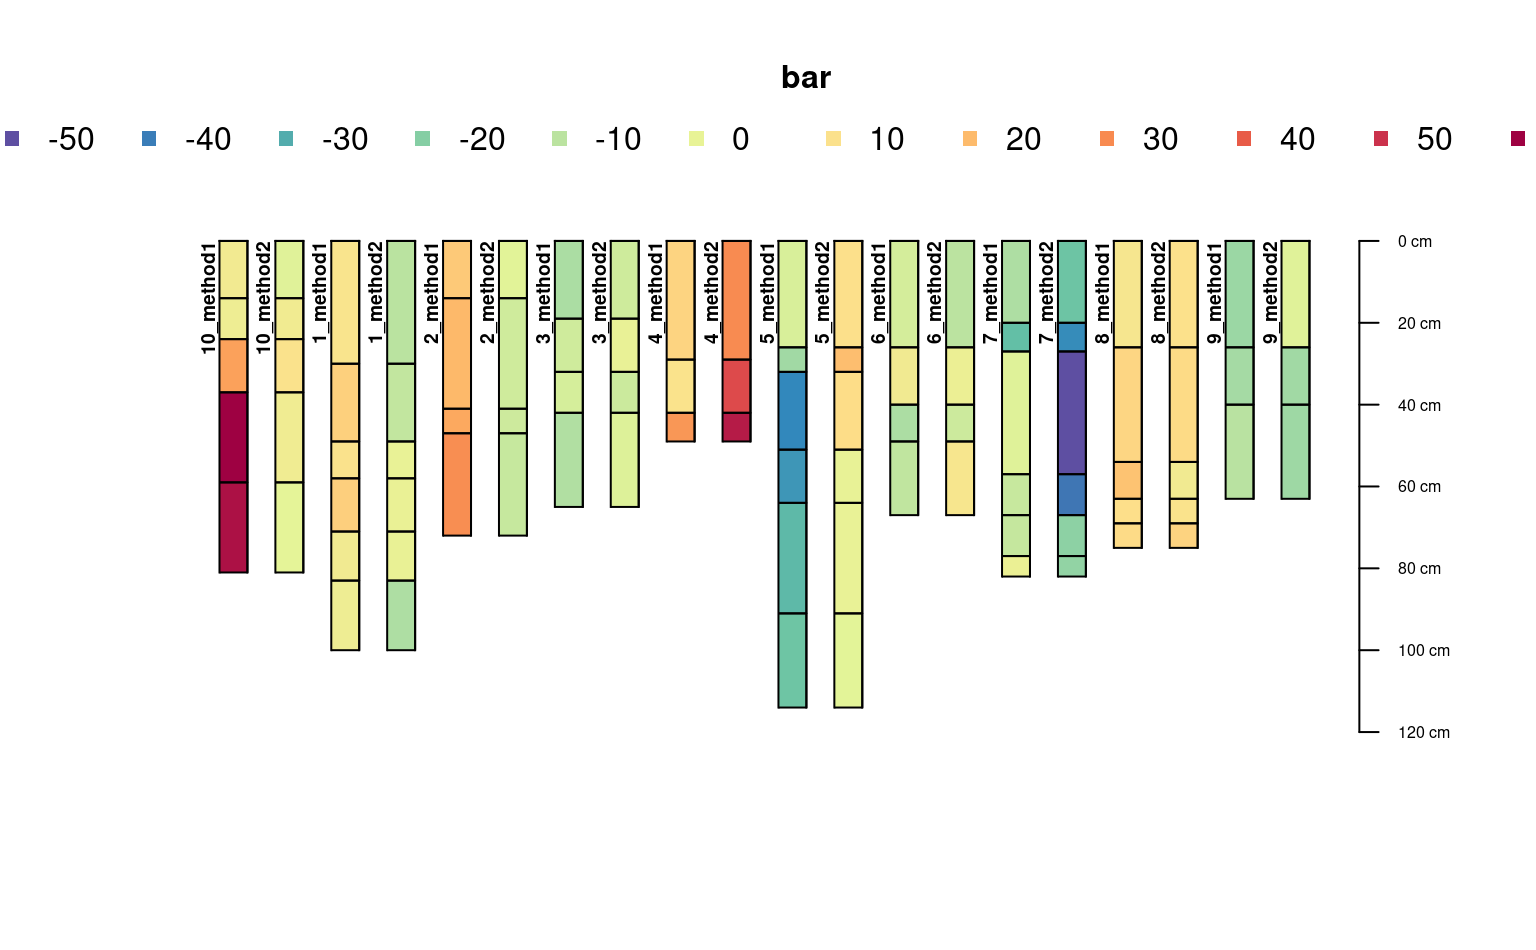 bar
-50 -40 -30 -20 -10 0 10 20 30 40 50
10_method1
10_method2
1_method1
1_method2
2_method1
2_method2
3_method1
3_method2
4_method1
4_method2
5_method1
5_method2
6_method1
6_method2
7_method1
7_method2
8_method1
8_method2
9_method1
9_method2
0 cm
20 cm
40 cm
60 cm
80 cm
100 cm
120 cm